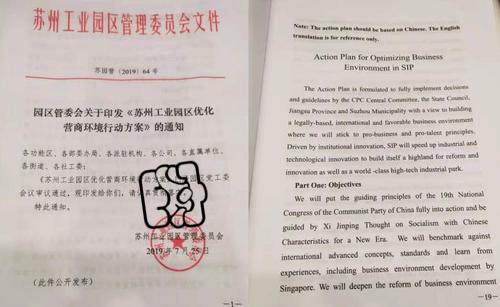 苏州工业园区管理委员会文件
苏园管〔2019〕64号
园区管委会关于印发《苏州工业园区优化
营商环境行动方案》的通知
各功能区、各部委办局、各派驻机构、各公司、各直属单位、
各街道、各社工委：
《苏州工业园区优化营商环境行动方案
区党工委
会议审议通过，现印发给你们，请认真
特此通知。
苏州工业园区管理委员会
2019年7月25日
（此件公开发布）
-1-
Note: The action plan should be based on Chinese. The English
translation is for reference only.
Action Plan for Optimizing Business
Environment in SIP
The Action Plan is formulated to fully implement decisions
and guidelines by the CPC Central Committee, the State Council,
Jiangsu Province and Suzhou Municipality with a view to building
a legally-based, international and favorable business environment
where we will stick to pro-business and pro-talent principles.
Driven by institutional innovation, SIP will speed up industrial and
technological innovation to build itself a highland for reform and
innovation as well as a world -class high-tech industrial park.
Part One: Objectives
We will put the guiding principles of the 19th National
Congress of the Communist Party of China fully into action and be
guided by Xi Jinping Thought on Socialism with Chinese
Characteristics for a New Era. We will benchmark against
international advanced concepts, standards and learn from
experiences, including business environment development by
Singapore. We will deepen the reform of business environment
-19-